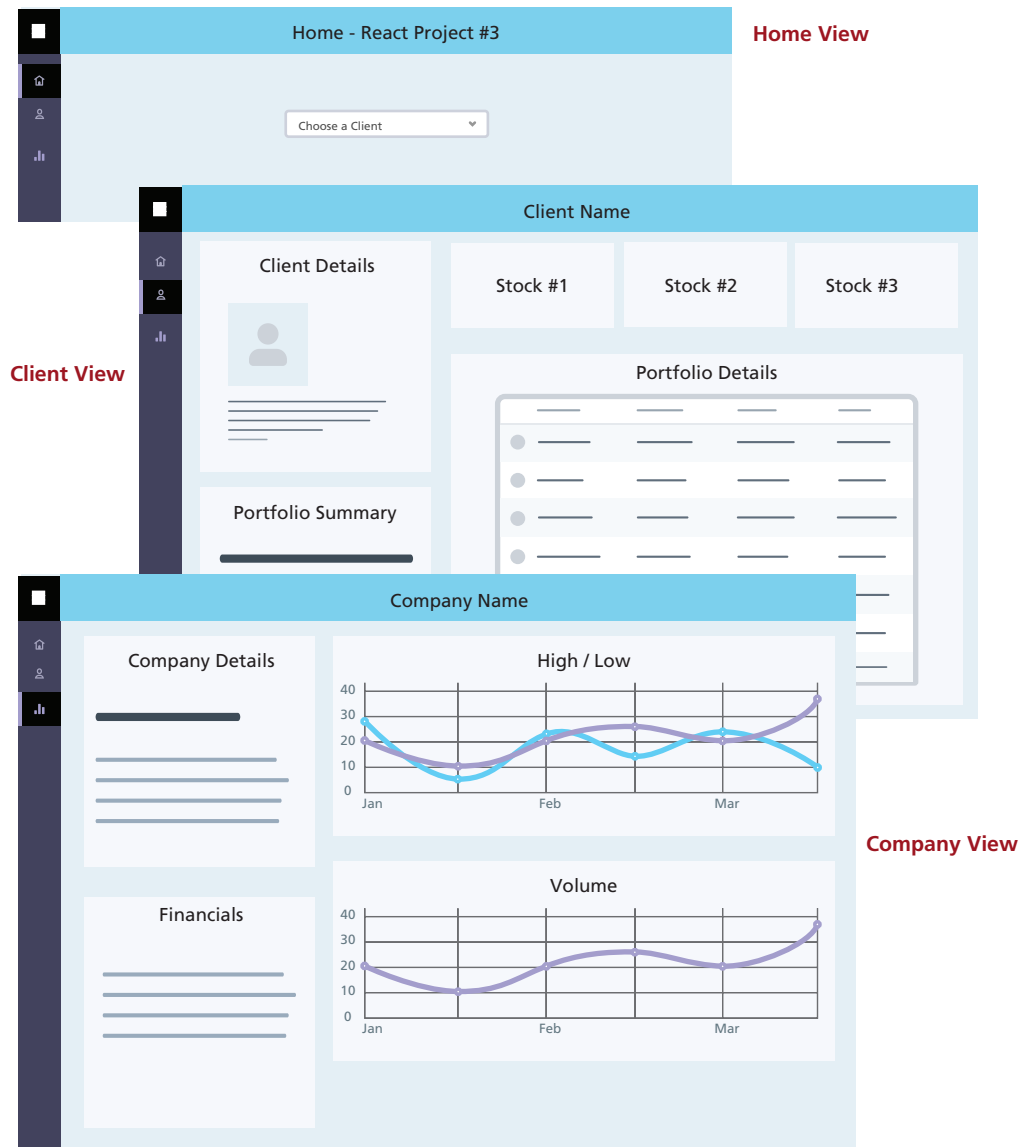 Home - React Project #3
Home View
Choose a Client
Client Name
Client Details
Stock #1
Stock #2
Stock #3
Client View
Portfolio Details
Portfolio Summary
Company Name
Company Details
High / Low
40
30
20
10
0
Jan
Feb
Mar
Company View
Financials
Volume
40
30
20
10
0
Jan
Feb
Mar